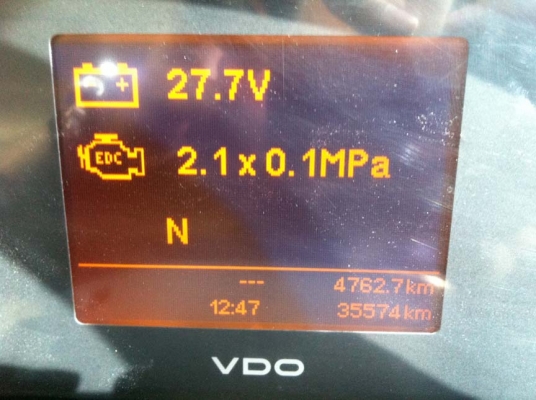 27.7V
EDC 2.1 x 0.1MPa
N
--- 4762.7km
12:47 35574km
VDO